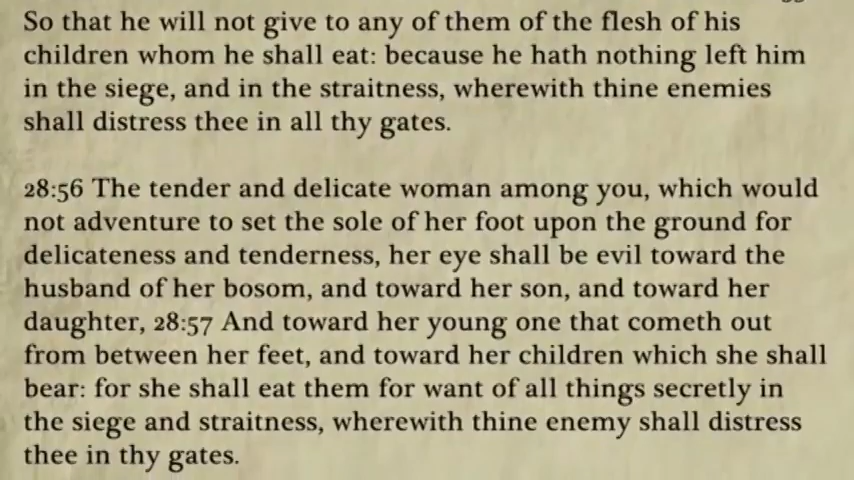 So that he will not give to any of them of the flesh of his
children whom he shall eat: because he hath nothing left him
in the siege, and in the straitness, wherewith thine enemies
shall distress thee in all thy gates.
28:56 The tender and delicate woman among you, which would
not adventure to set the sole of her foot upon the ground for
delicateness and tenderness, her eye shall be evil toward the
husband of her bosom, and toward her son, and toward her
daughter, 28:57 And toward her young one that cometh out
from between her feet, and toward her children which she shall
bear: for she shall eat them for want of all things secretly in
the siege and straitness, wherewith thine enemy shall distress
thee in thy gates.